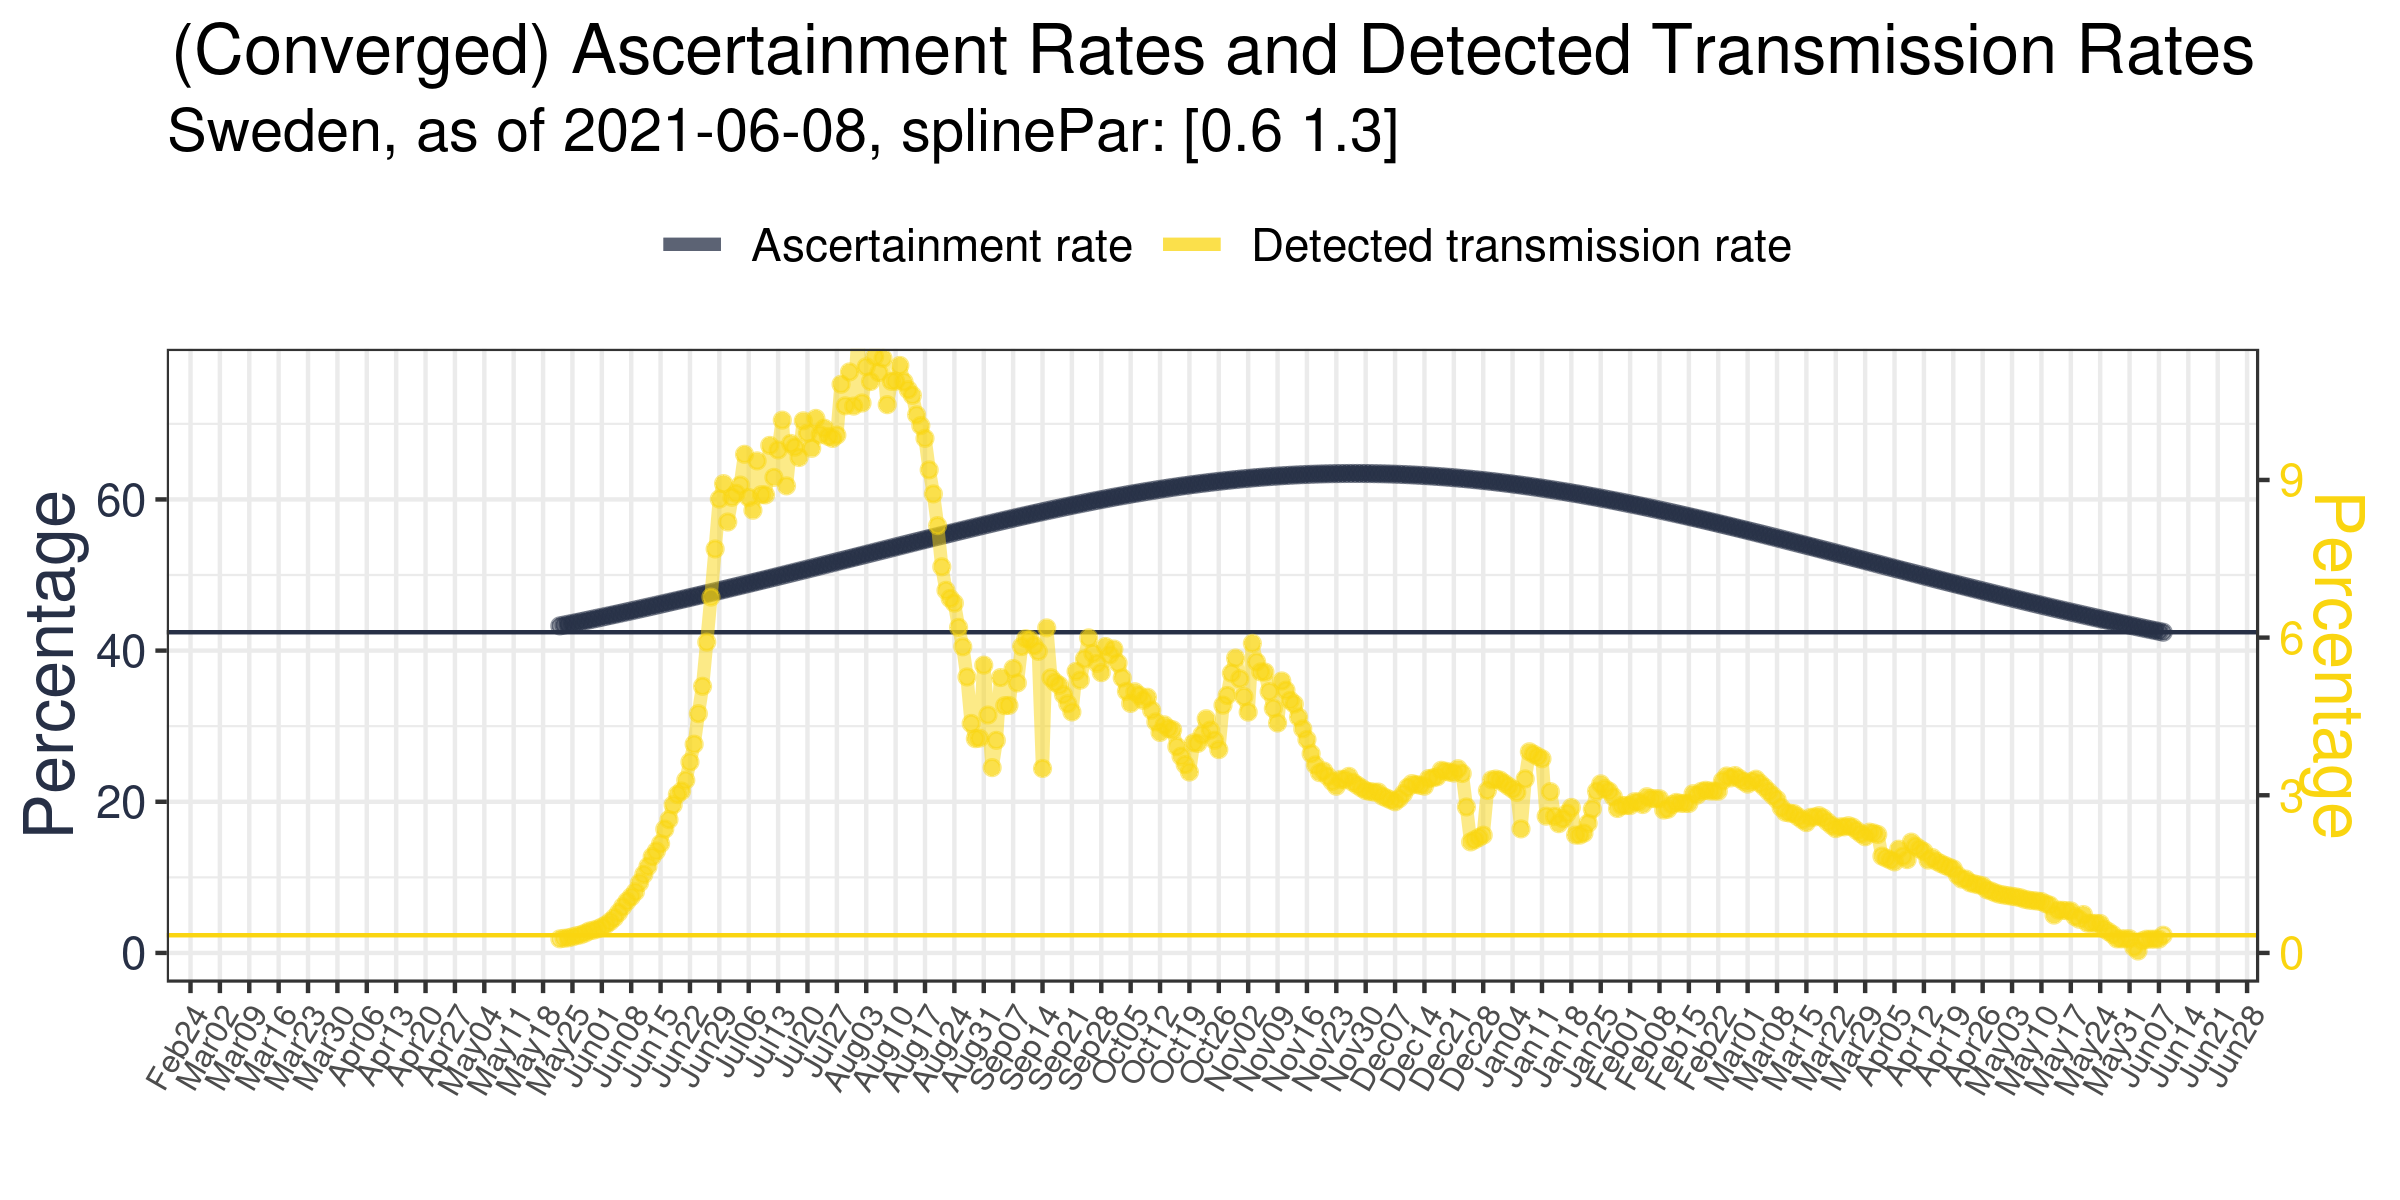 (Converged) Ascertainment Rates and Detected Transmission Rates
Sweden, as of 2021-06-08, splinePar: [0.6 1.3]
Ascertainment rate
Detected transmission rate
Percentage
60
40
20
0
9
6
3
0
Percentage
Feb24
Mar02
Mar09
Mar16
Mar23
Mar30
Apr06
Apr13
Apr20
Apr27
May04
May11
May18
May25
Jun01
Jun08
Jun15
Jun22
Jun29
Jul06
Jul13
Jul20
Jul27
Aug03
Aug10
Aug17
Aug24
Aug31
Sep07
Sep14
Sep21
Sep28
Oct05
Oct12
Oct19
Oct26
Nov02
Nov09
Nov16
Nov23
Nov30
Dec07
Dec14
Dec21
Dec28
Jan04
Jan11
Jan18
Jan25
Feb01
Feb08
Feb15
Feb22
Mar01
Mar08
Mar15
Mar22
Mar29
Apr05
Apr12
Apr19
Apr26
May03
May10
May17
May24
May31
Jun07
Jun14
Jun21
Jun28